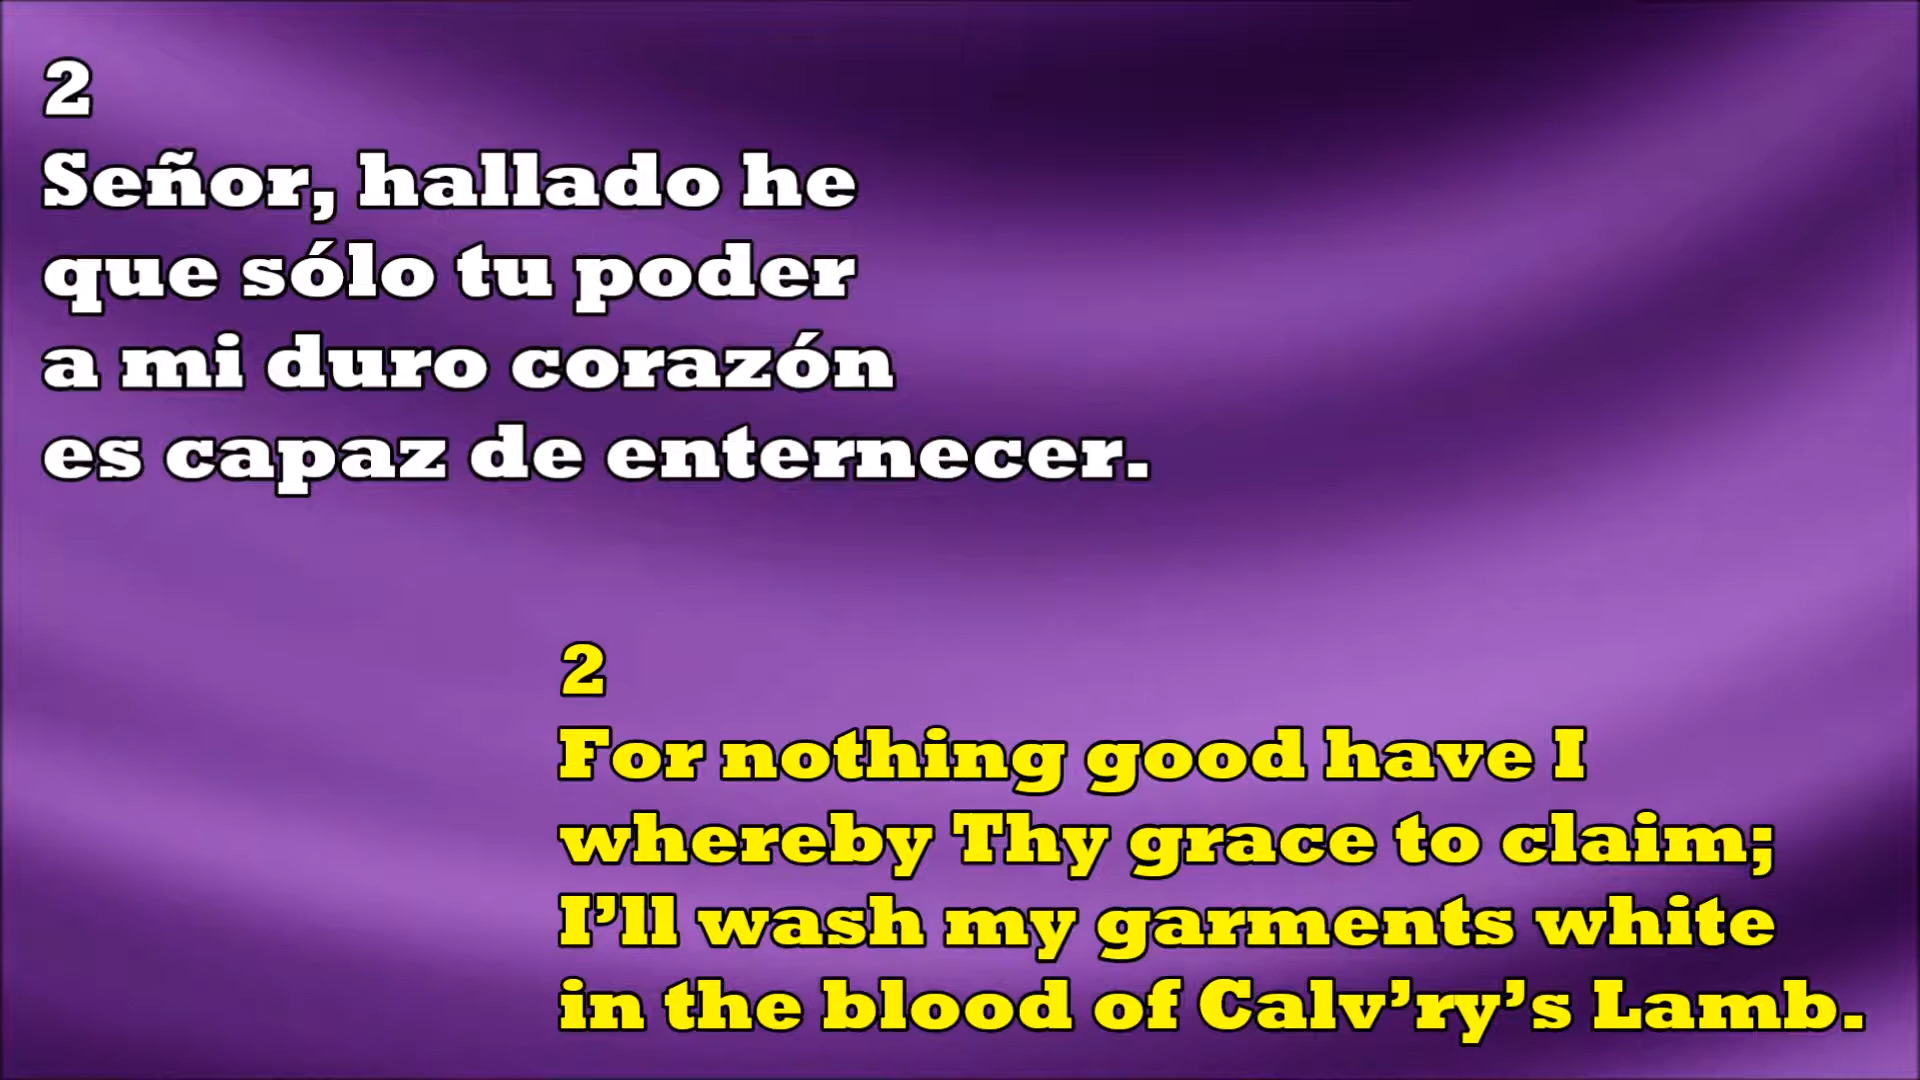 2
Señor, hallado he
que sólo tu poder
a mi duro corazón
es capaz de enternecer.
2
For nothing good have I
whereby Thy grace to claim;
I’ll wash my garments white
in the blood of Calv’ry’s Lamb.